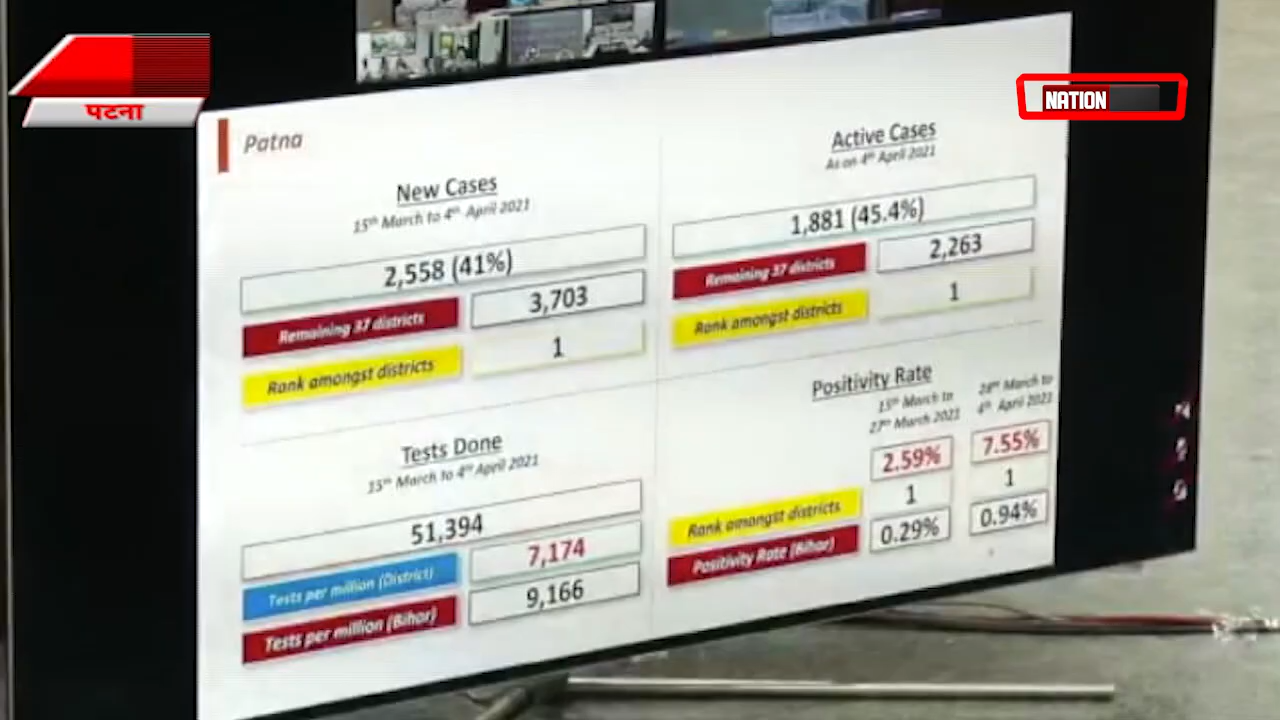 पटना
NATION
Patna
New Cases
15th March to 4th April 2021
2,558 (41%)
Remaining 37 districts
3,703
Rank amongst districts
1
Active Cases
As on 4th April 2021
1,881 (45.4%)
Remaining 37 districts
2,263
Rank amongst districts
1
Tests Done
15th March to 4th April 2021
51,394
Tests per million (District)
7,174
Tests per million (Bihar)
9,166
Positivity Rate
15th March to
27th March 2021
28th March to
4th April 2021
2.59%
7.55%
Rank amongst districts
1
1
Positivity Rate (Bihar)
0.29%
0.94%